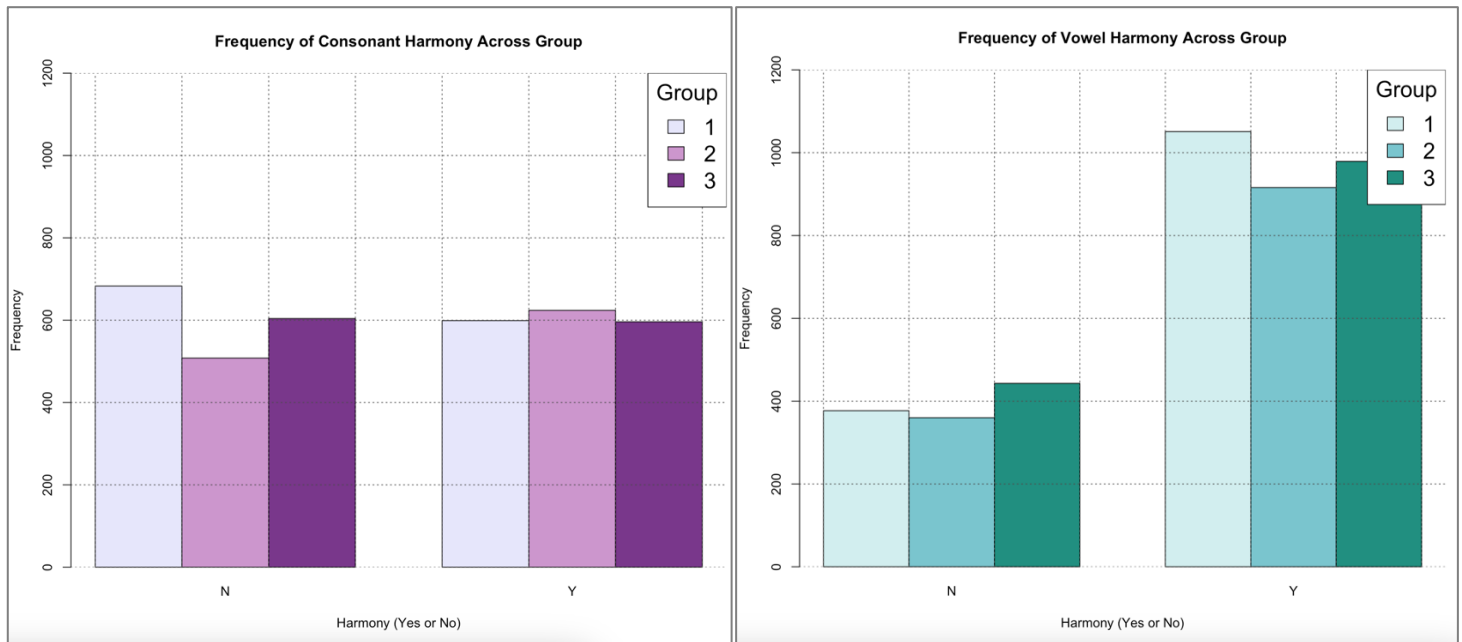 Frequency of Consonant Harmony Across Group
Group
1
2
3
Frequency
1200
1000
800
600
400
200
0
N Y
Harmony (Yes or No)
Frequency of Vowel Harmony Across Group
Group
1
2
3
Frequency
1200
1000
800
600
400
200
0
N Y
Harmony (Yes or No)